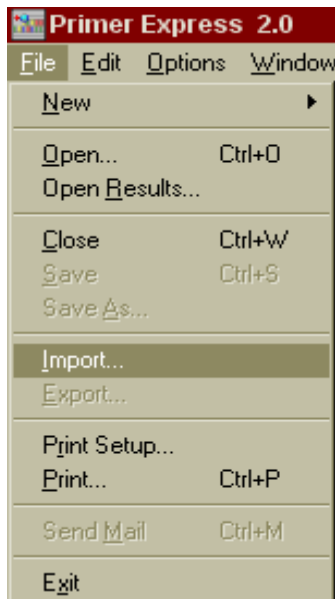 Primer Express 2.0
File Edit Options Window
New
Open... Ctrl+O
Open Results...
Close Ctrl+W
Save Ctrl+S
Save As...
Import...
Export...
Print Setup...
Print... Ctrl+P
Send Mail Ctrl+M
Exit